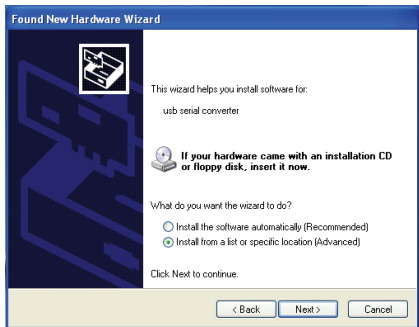 Found New Hardware Wizard
This wizard helps you install software for:
usb serial converter
If your hardware came with an installation CD
or floppy disk, insert it now.
What do you want the wizard to do?
Install the software automatically (Recommended)
Install from a list or specific location (Advanced)
Click Next to continue.
< Back Next > Cancel